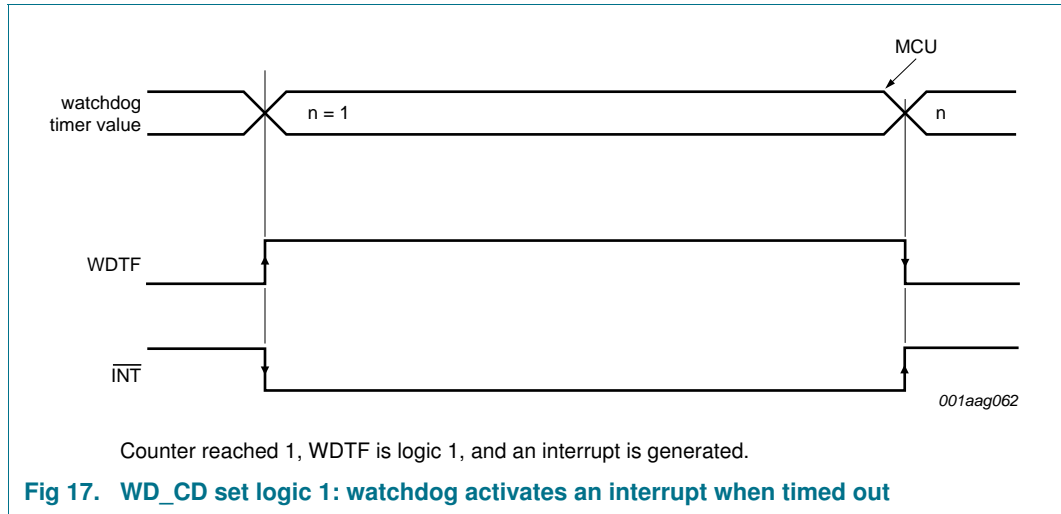 MCU
watchdog
timer value
n = 1
n
WDTF
INT
001aag062
Counter reached 1, WDTF is logic 1, and an interrupt is generated.
Fig 17. WD_CD set logic 1: watchdog activates an interrupt when timed out